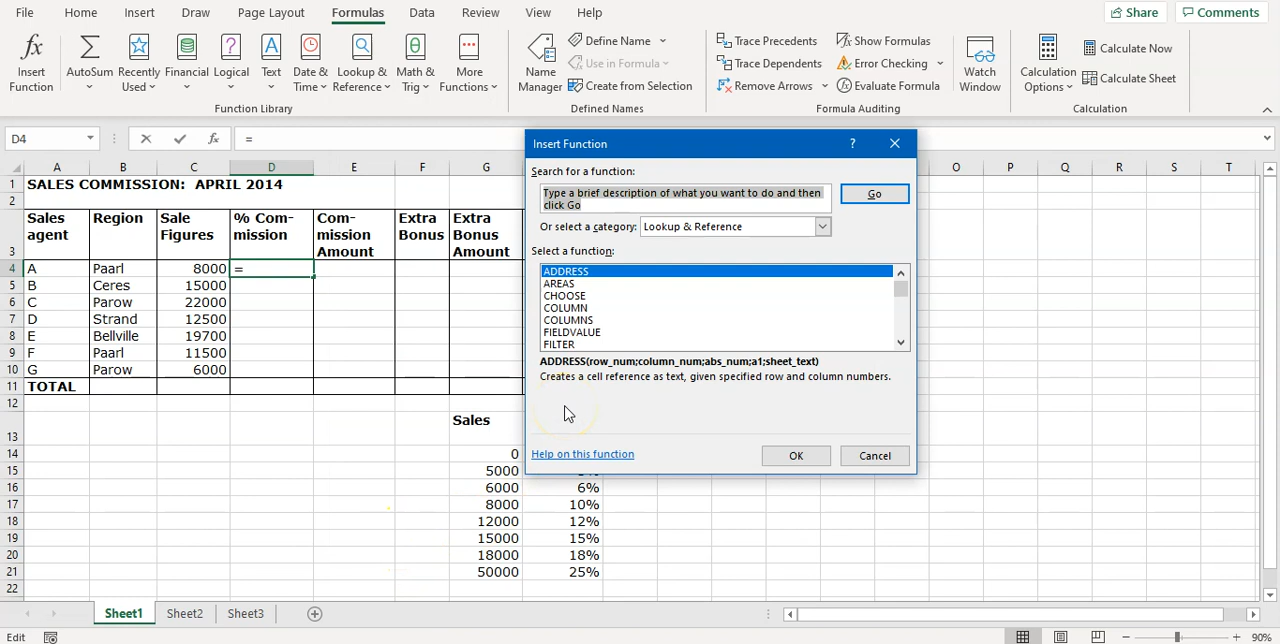 File Home Insert Draw Page Layout Formulas Data Review View Help Share Comments
Insert Function AutoSum Recently Used Financial Logical Text Date & Time Lookup & Reference Math & Trig More Functions Name Manager Define Name Use in Formula Create from Selection Trace Precedents Trace Dependents Remove Arrows Show Formulas Error Checking Evaluate Formula Watch Window Calculation Options Calculate Now Calculate Sheet
Function Library Defined Names Formula Auditing Calculation
D4 fx =
A B C D E F G O P Q R S T
1 SALES COMMISSION: APRIL 2014
2
3 Sales agent Region Sale Figures % Com-mission Com-mission Amount Extra Bonus Extra Bonus Amount
4 A Paarl 8000 =
5 B Ceres 15000
6 C Parow 22000
7 D Strand 12500
8 E Bellville 19700
9 F Paarl 11500
10 G Parow 6000
11 TOTAL
12
13 Sales
14 0
15 5000
16 6000 6%
17 8000 10%
18 12000 12%
19 15000 15%
20 18000 18%
21 50000 25%
22
Insert Function ?
Search for a function:
Type a brief description of what you want to do and then
click Go
Go
Or select a category: Lookup & Reference
Select a function:
ADDRESS
AREAS
CHOOSE
COLUMN
COLUMNS
FIELDVALUE
FILTER
ADDRESS(row_num;column_num;abs_num;a1;sheet_text)
Creates a cell reference as text, given specified row and column numbers.
Help on this function OK Cancel
Sheet1 Sheet2 Sheet3
Edit 90%